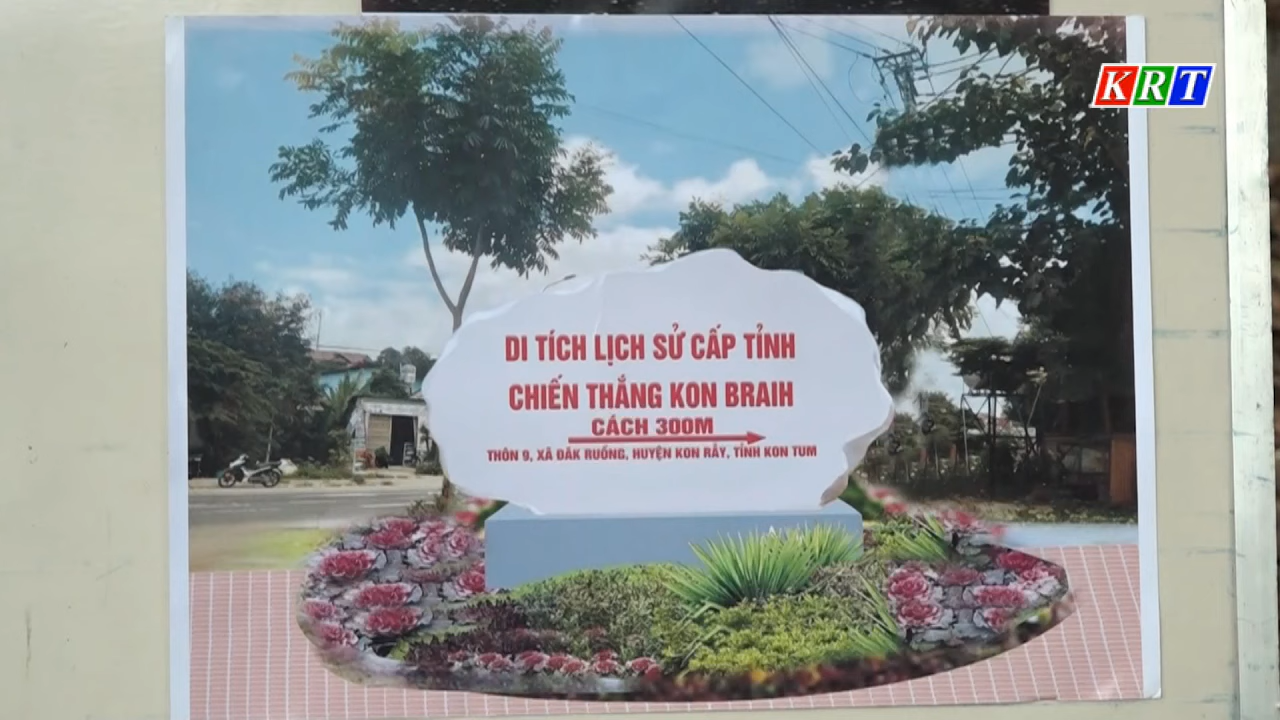 KRT
DI TÍCH LỊCH SỬ CẤP TỈNH
CHIẾN THẮNG KON BRAIH
CÁCH 300M
THÔN 9, XÃ ĐĂK RUỒNG, HUYỆN KON RẪY, TỈNH KON TUM